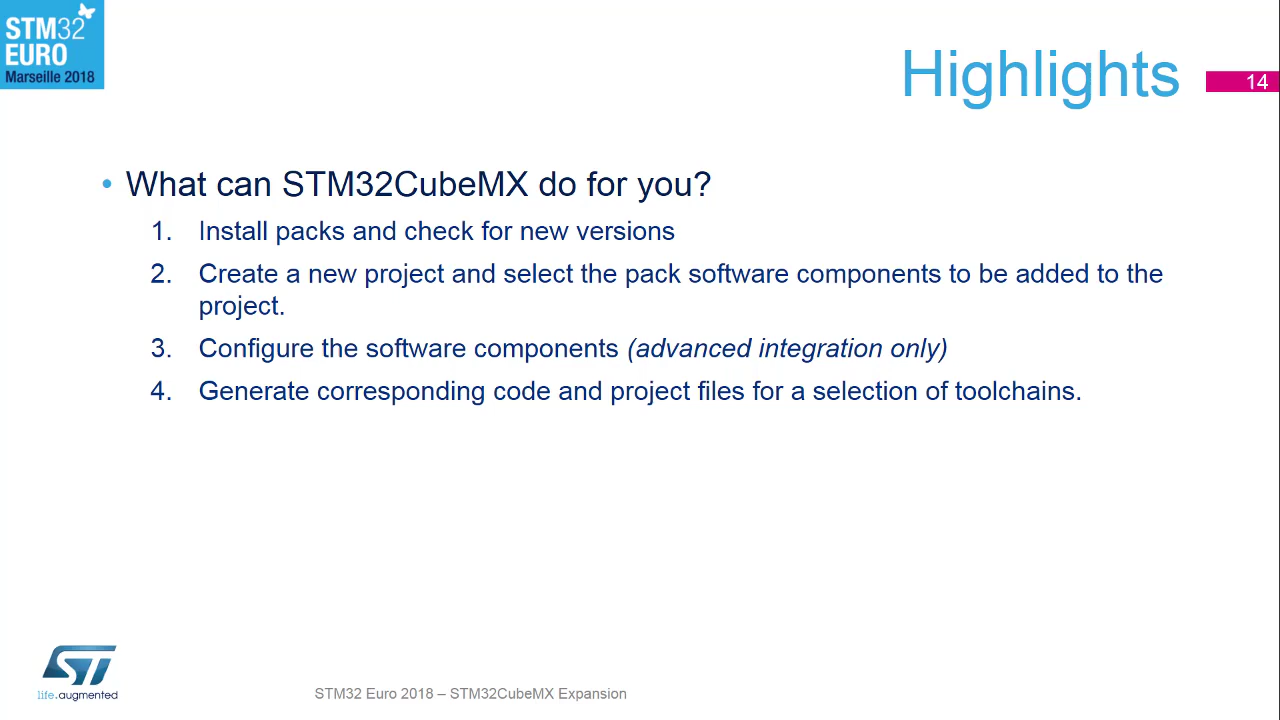 STM32
EURO
Marseille 2018
Highlights
14
• What can STM32CubeMX do for you?
1. Install packs and check for new versions
2. Create a new project and select the pack software components to be added to the
project.
3. Configure the software components (advanced integration only)
4. Generate corresponding code and project files for a selection of toolchains.
ST
life.augmented
STM32 Euro 2018 – STM32CubeMX Expansion